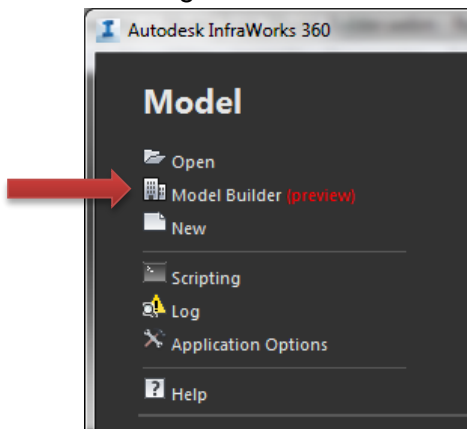 Autodesk InfraWorks 360
Model
Open
Model Builder (preview)
New
Scripting
Log
Application Options
Help